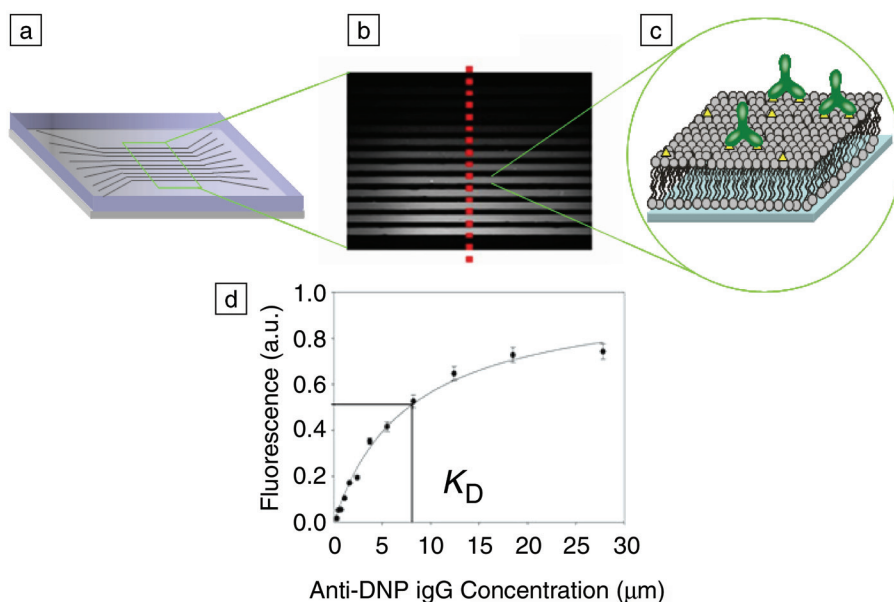 a
b
c
d
Fluorescence (a.u.)
1.0
0.8
0.6
0.4
0.2
0.0
K_D
0 5 10 15 20 25 30
Anti-DNP igG Concentration (μm)